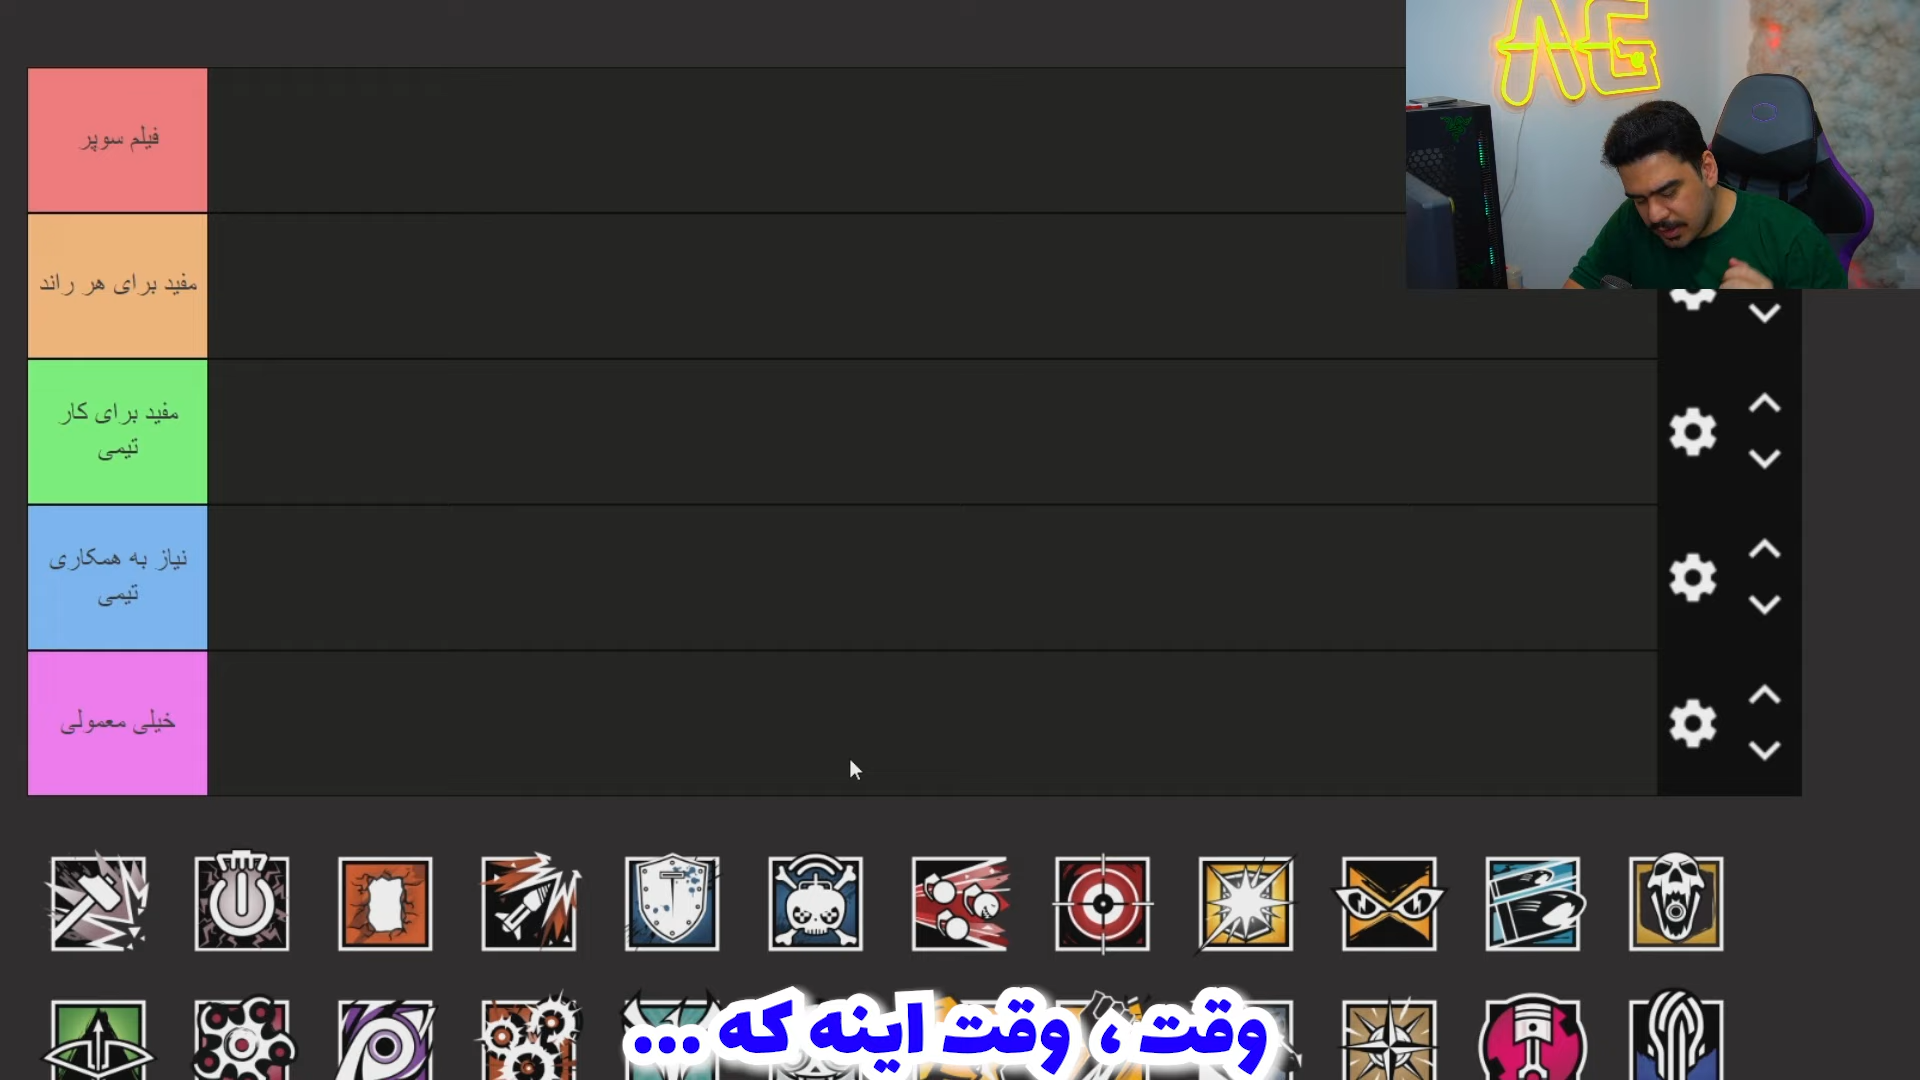 AG
فیلم سوپر
مفید برای هر راند
مفید برای کار
تیمی
نیاز به همکاری
تیمی
خیلی معمولی
وقت ، وقت اینه که ...